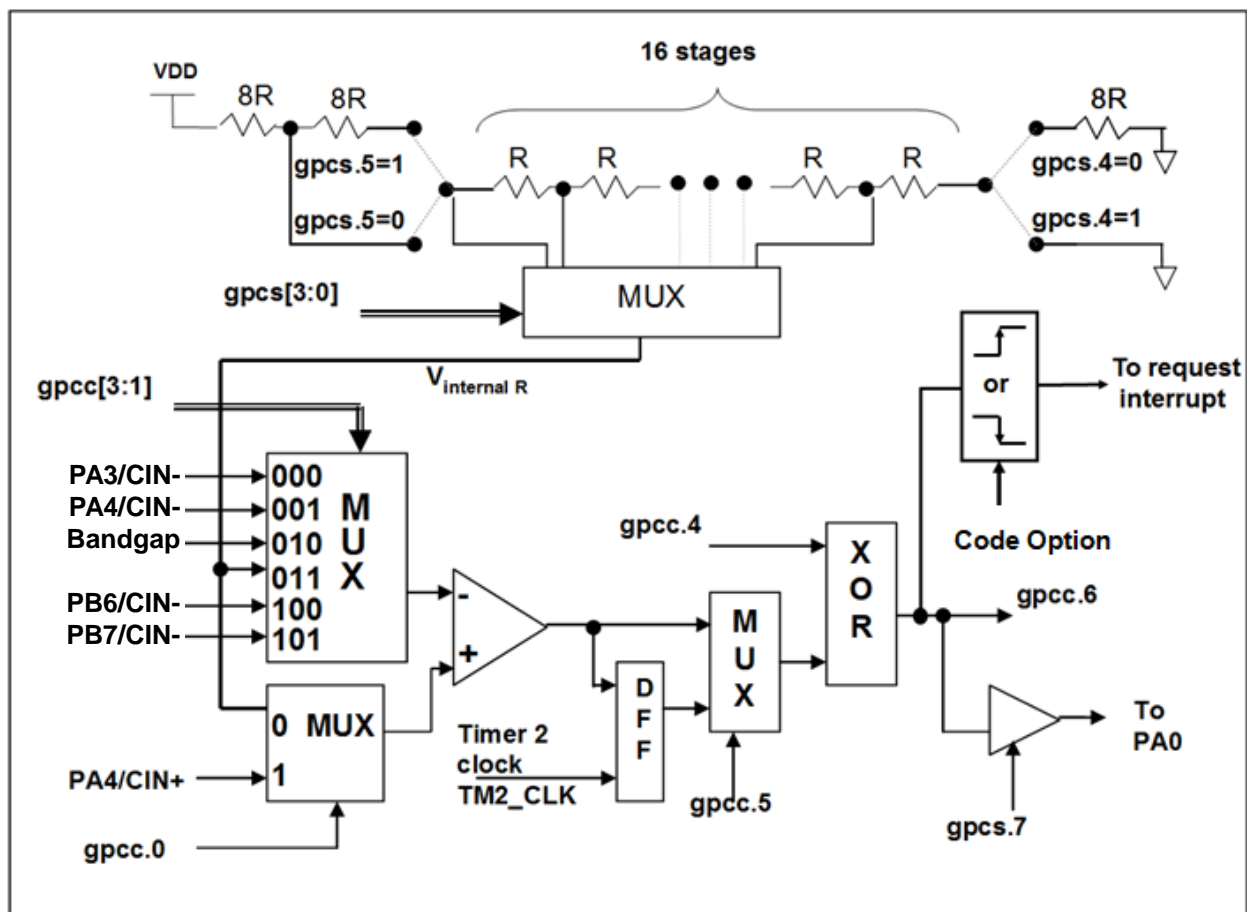 16 stages
VDD
8R
8R
8R
gpcs.5=1
R
R
R
R
gpcs.4=0
gpcs.5=0
gpcs.4=1
gpcs[3:0]
MUX
V internal R
gpcc[3:1]
or
To request
interrupt
PA3/CIN-
000
PA4/CIN-
001
Bandgap
010
011
PB6/CIN-
100
PB7/CIN-
101
M
U
X
-
+
gpcc.4
Code Option
X
O
R
gpcc.6
M
U
X
D
F
F
0
MUX
1
PA4/CIN+
Timer 2
clock
TM2_CLK
gpcc.5
To
PA0
gpcc.0
gpcs.7